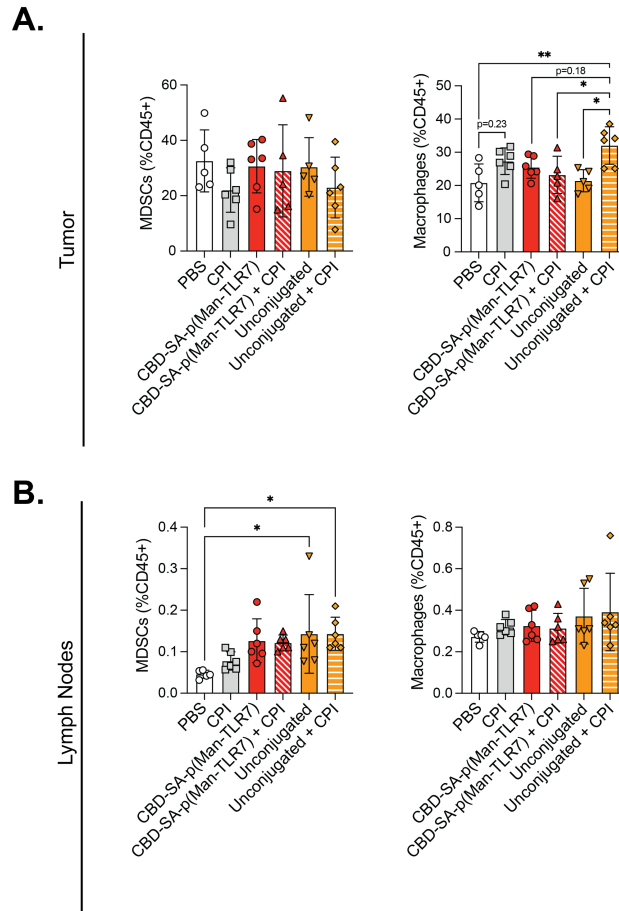 A.
Tumor
MDSCs (%CD45+)
60
40
20
0
PBS
CPI
CBD-SA-p(Man-TLR7)
CBD-SA-p(Man-TLR7) + CPI
Unconjugated
Unconjugated + CPI
Macrophages (%CD45+)
50
40
30
20
10
0
**
p=0.18
*
*
p=0.23
PBS
CPI
CBD-SA-p(Man-TLR7)
CBD-SA-p(Man-TLR7) + CPI
Unconjugated
Unconjugated + CPI
B.
Lymph Nodes
MDSCs (%CD45+)
0.4
0.3
0.2
0.1
0.0
*
*
PBS
CPI
CBD-SA-p(Man-TLR7)
CBD-SA-p(Man-TLR7) + CPI
Unconjugated
Unconjugated + CPI
Macrophages (%CD45+)
0.8
0.6
0.4
0.2
0.0
PBS
CPI
CBD-SA-p(Man-TLR7)
CBD-SA-p(Man-TLR7) + CPI
Unconjugated
Unconjugated + CPI